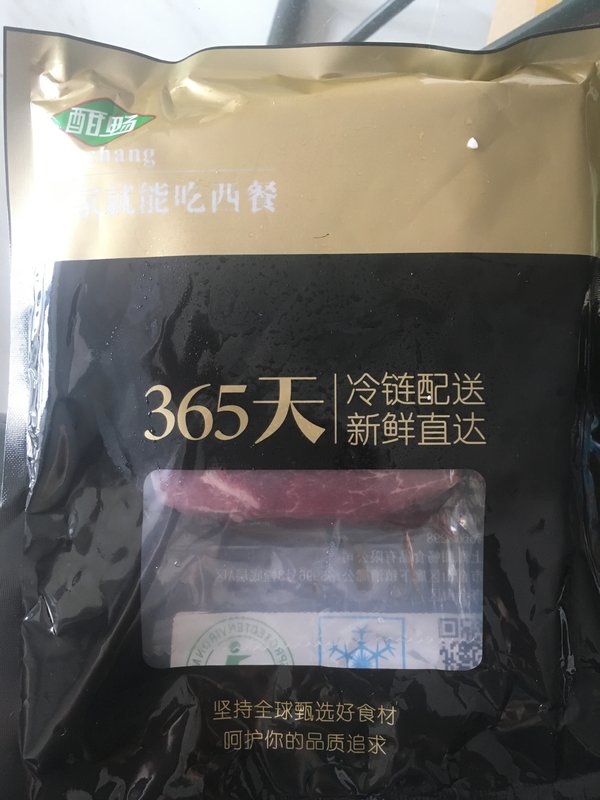 酣畅
hang
就能吃西餐
365天
冷链配送
新鲜直达
坚持全球甄选好食材
呵护你的品质追求